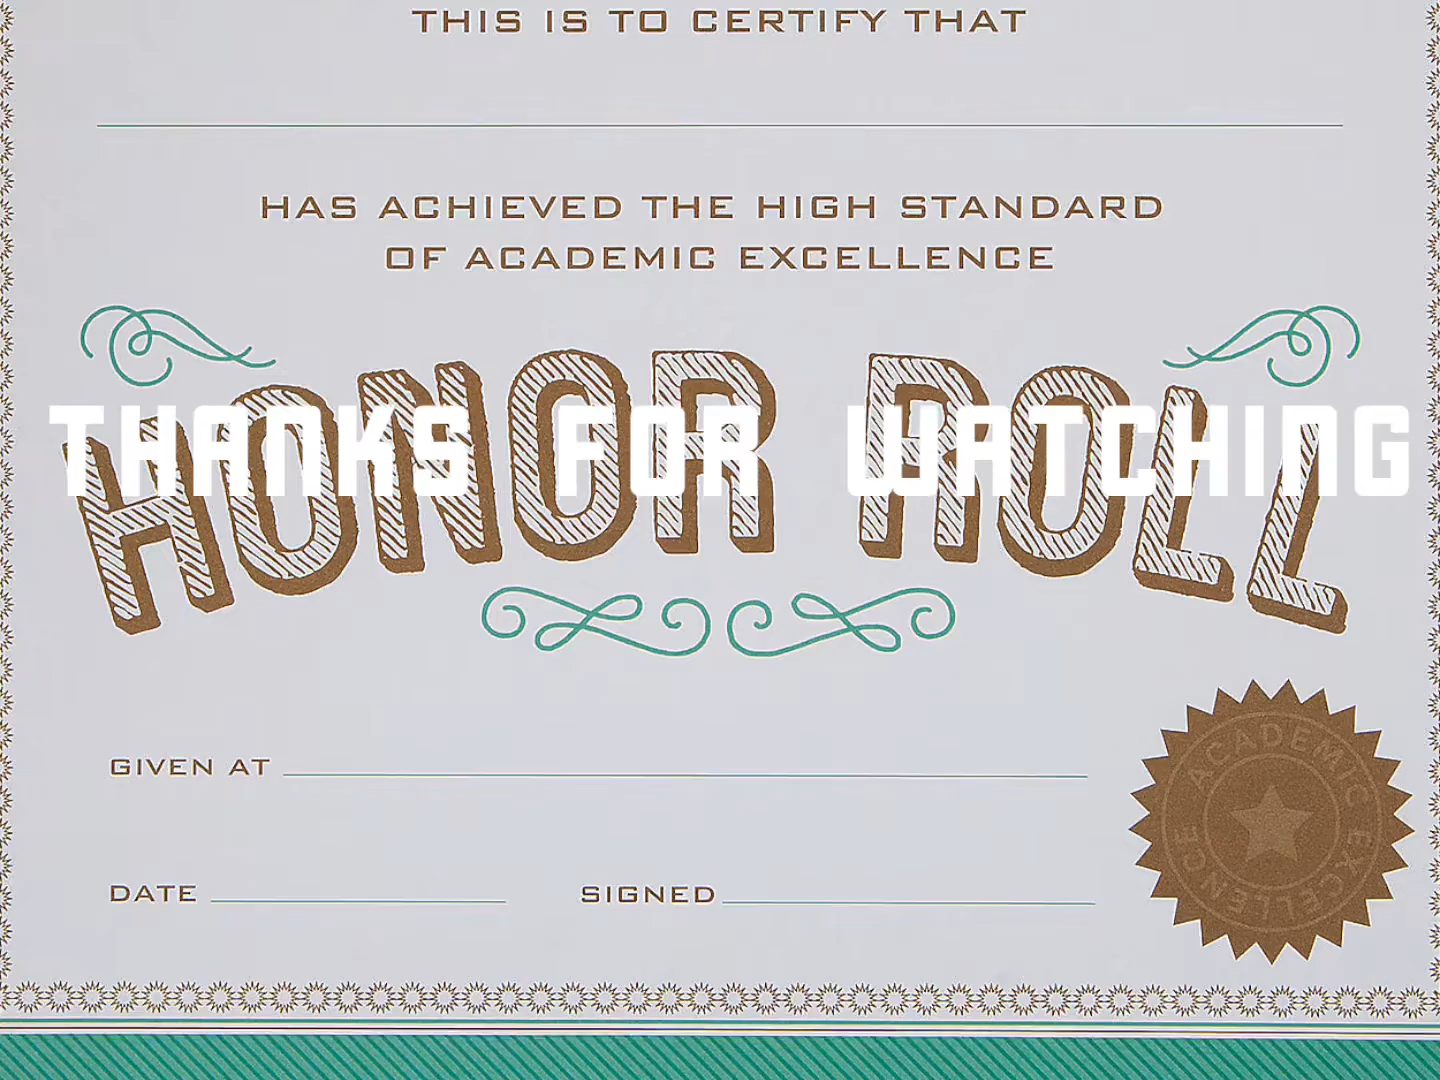 THIS IS TO CERTIFY THAT
HAS ACHIEVED THE HIGH STANDARD
OF ACADEMIC EXCELLENCE
HONOR ROLL
THANKS FOR WATCHING
GIVEN AT
DATE SIGNED
ACADEMIC EXCELLENCE